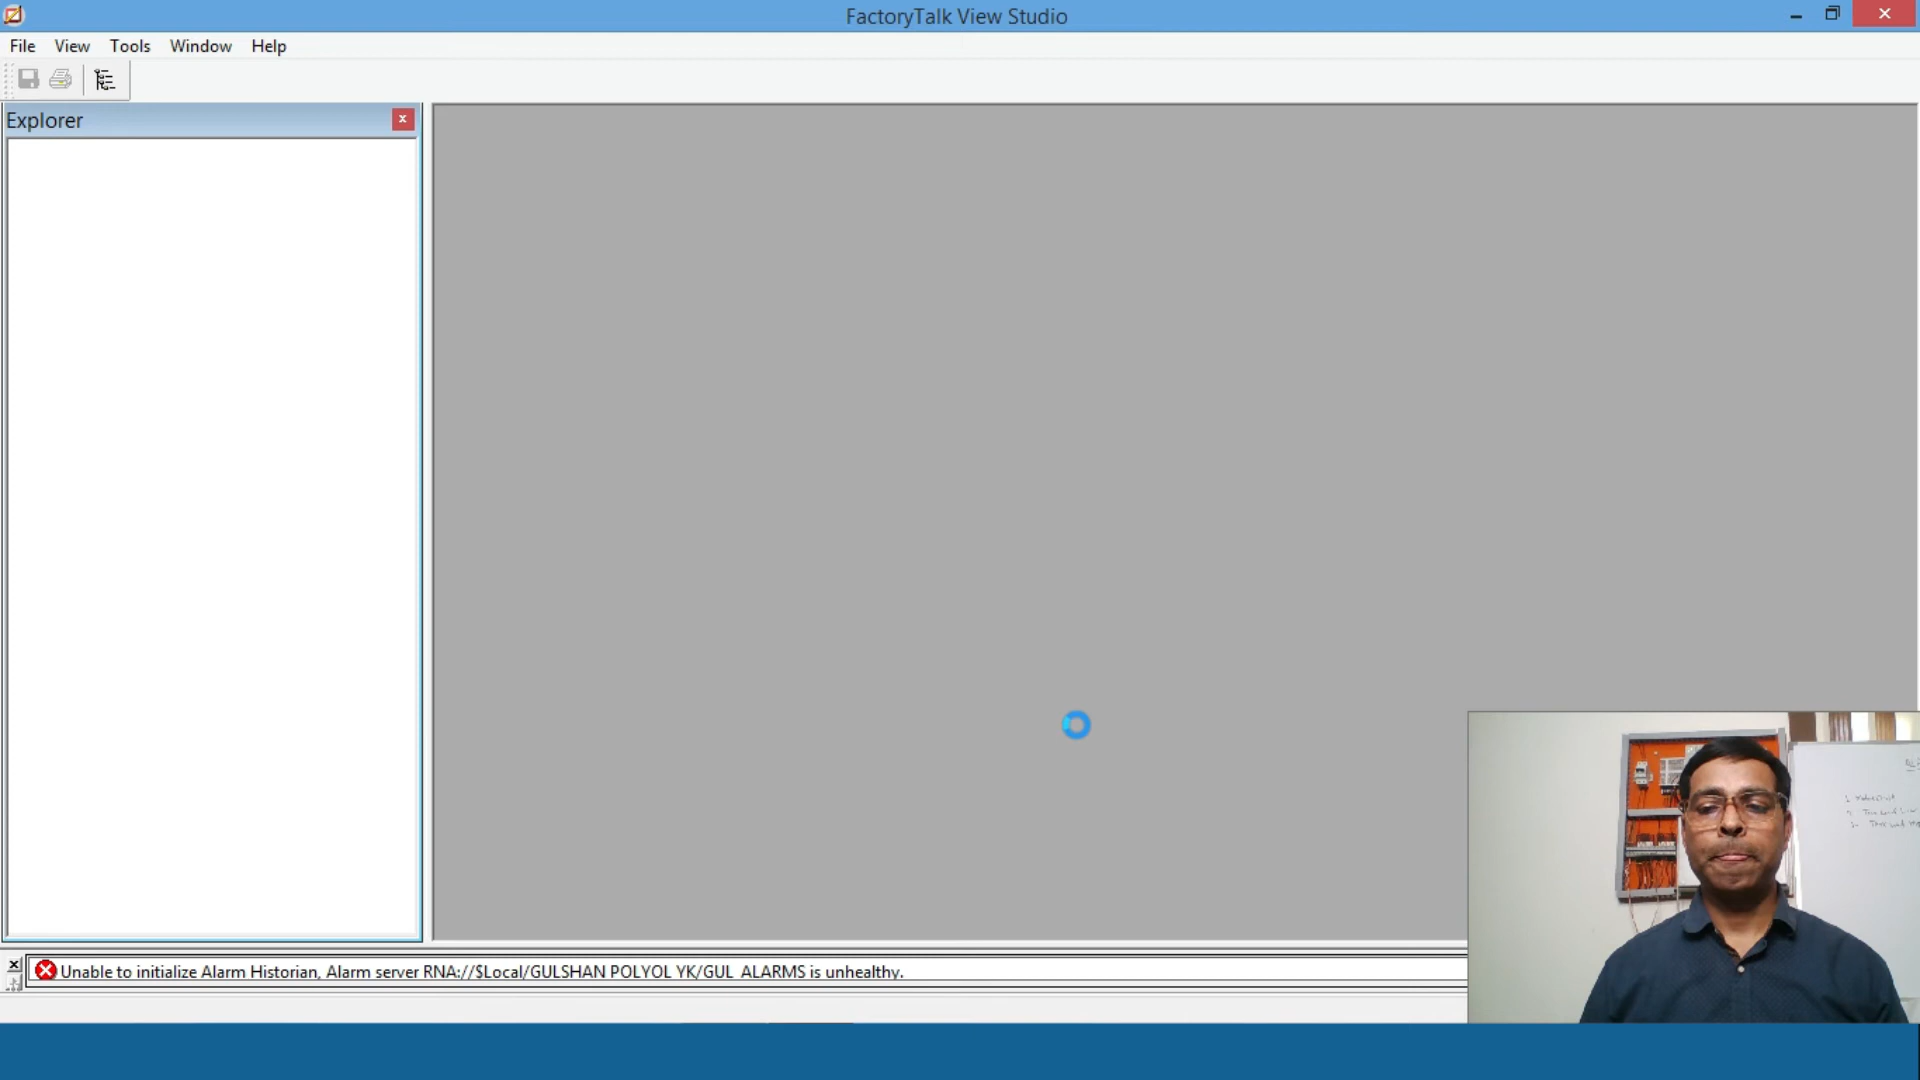 FactoryTalk View Studio
File View Tools Window Help
Explorer
Unable to initialize Alarm Historian, Alarm server RNA://$Local/GULSHAN POLYOL YK/GUL_ALARMS is unhealthy.